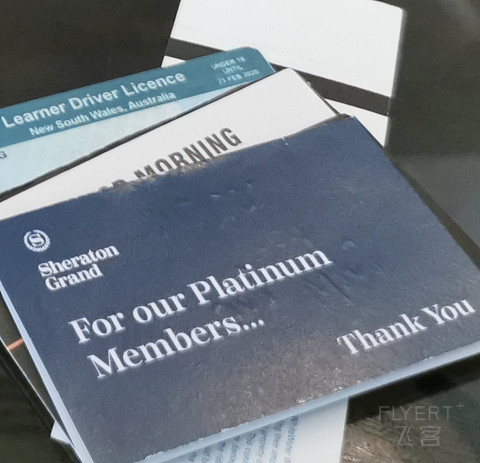 Learner Driver Licence
New South Wales, Australia
UNDER 18
UNTIL
21 FEB 2020
MORNING
Sheraton
Grand
For our Platinum
Members...
Thank You
FLYERT+
飞客